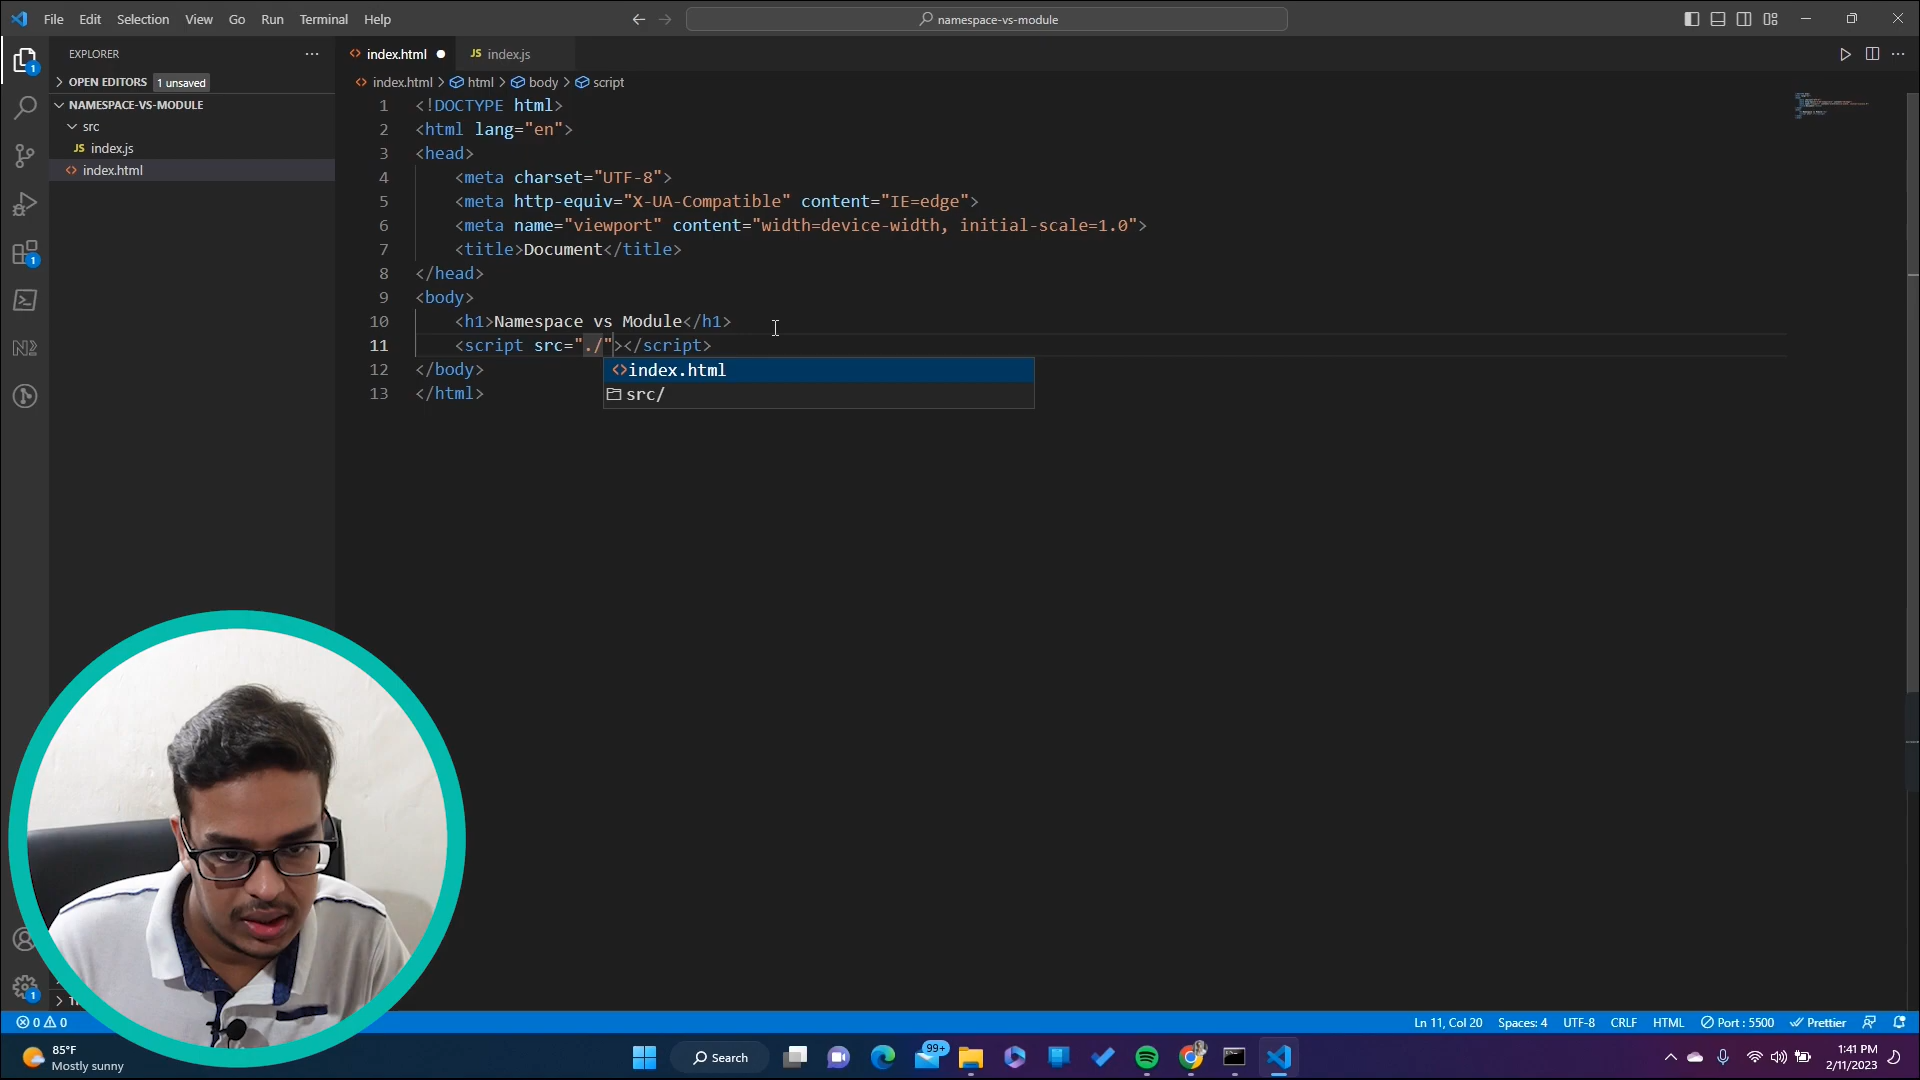 File Edit Selection View Go Run Terminal Help
namespace-vs-module
EXPLORER
OPEN EDITORS 1 unsaved
NAMESPACE-VS-MODULE
src
JS index.js
index.html
1
1
1
index.html
JS index.js
index.html > html > body > script
1 <!DOCTYPE html>
2 <html lang="en">
3 <head>
4 <meta charset="UTF-8">
5 <meta http-equiv="X-UA-Compatible" content="IE=edge">
6 <meta name="viewport" content="width=device-width, initial-scale=1.0">
7 <title>Document</title>
8 </head>
9 <body>
10 <h1>Namespace vs Module</h1>
11 <script src="./"></script>
index.html
src/
12 </body>
13 </html>
0 0
Ln 11, Col 20 Spaces: 4 UTF-8 CRLF HTML Port : 5500 Prettier
85°F
Mostly sunny
Search
99+
1:41 PM
2/11/2023